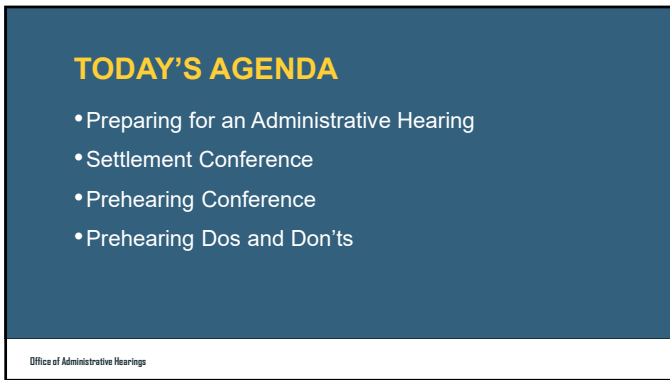 TODAY’S AGENDA
•Preparing for an Administrative Hearing
•Settlement Conference
•Prehearing Conference
•Prehearing Dos and Don’ts
Office of Administrative Hearings